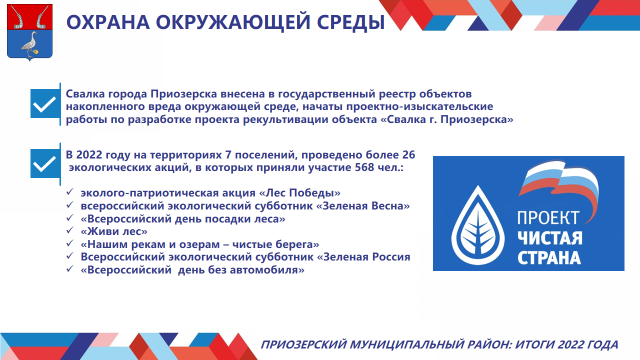 ОХРАНА ОКРУЖАЮЩЕЙ СРЕДЫ
Свалка города Приозерска внесена в государственный реестр объектов
накопленного вреда окружающей среде, начаты проектно-изыскательские
работы по разработке проекта рекультивации объекта «Свалка г. Приозерска»
В 2022 году на территориях 7 поселений, проведено более 26
экологических акций, в которых приняли участие 568 чел.:
✓ эколого-патриотическая акция «Лес Победы»
✓ всероссийский экологический субботник «Зеленая Весна»
✓ «Всероссийский день посадки леса»
✓ «Живи лес»
✓ «Нашим рекам и озерам – чистые берега»
✓ Всероссийский экологический субботник «Зеленая Россия
✓ «Всероссийский день без автомобиля»
ПРОЕКТ
ЧИСТАЯ
СТРАНА
ПРИОЗЕРСКИЙ МУНИЦИПАЛЬНЫЙ РАЙОН: ИТОГИ 2022 ГОДА